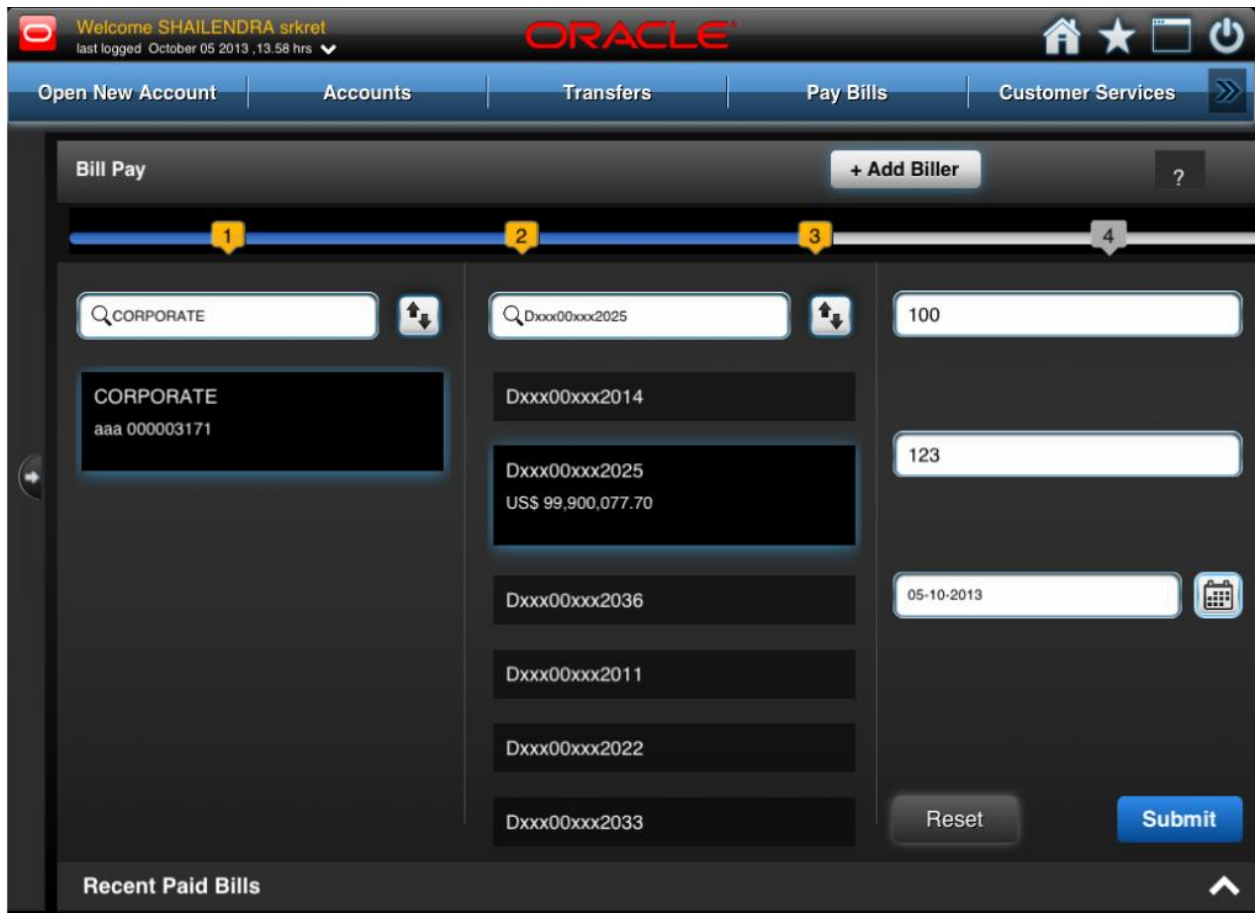 Welcome SHAILENDRA srkret
last logged October 05 2013 ,13.58 hrs
ORACLE
Open New Account
Accounts
Transfers
Pay Bills
Customer Services
Bill Pay
+ Add Biller
?
1
2
3
4
CORPORATE
CORPORATE
aaa 000003171
Dxxx00xxx2025
Dxxx00xxx2014
Dxxx00xxx2025
US$ 99,900,077.70
Dxxx00xxx2036
Dxxx00xxx2011
Dxxx00xxx2022
Dxxx00xxx2033
100
123
05-10-2013
Reset
Submit
Recent Paid Bills